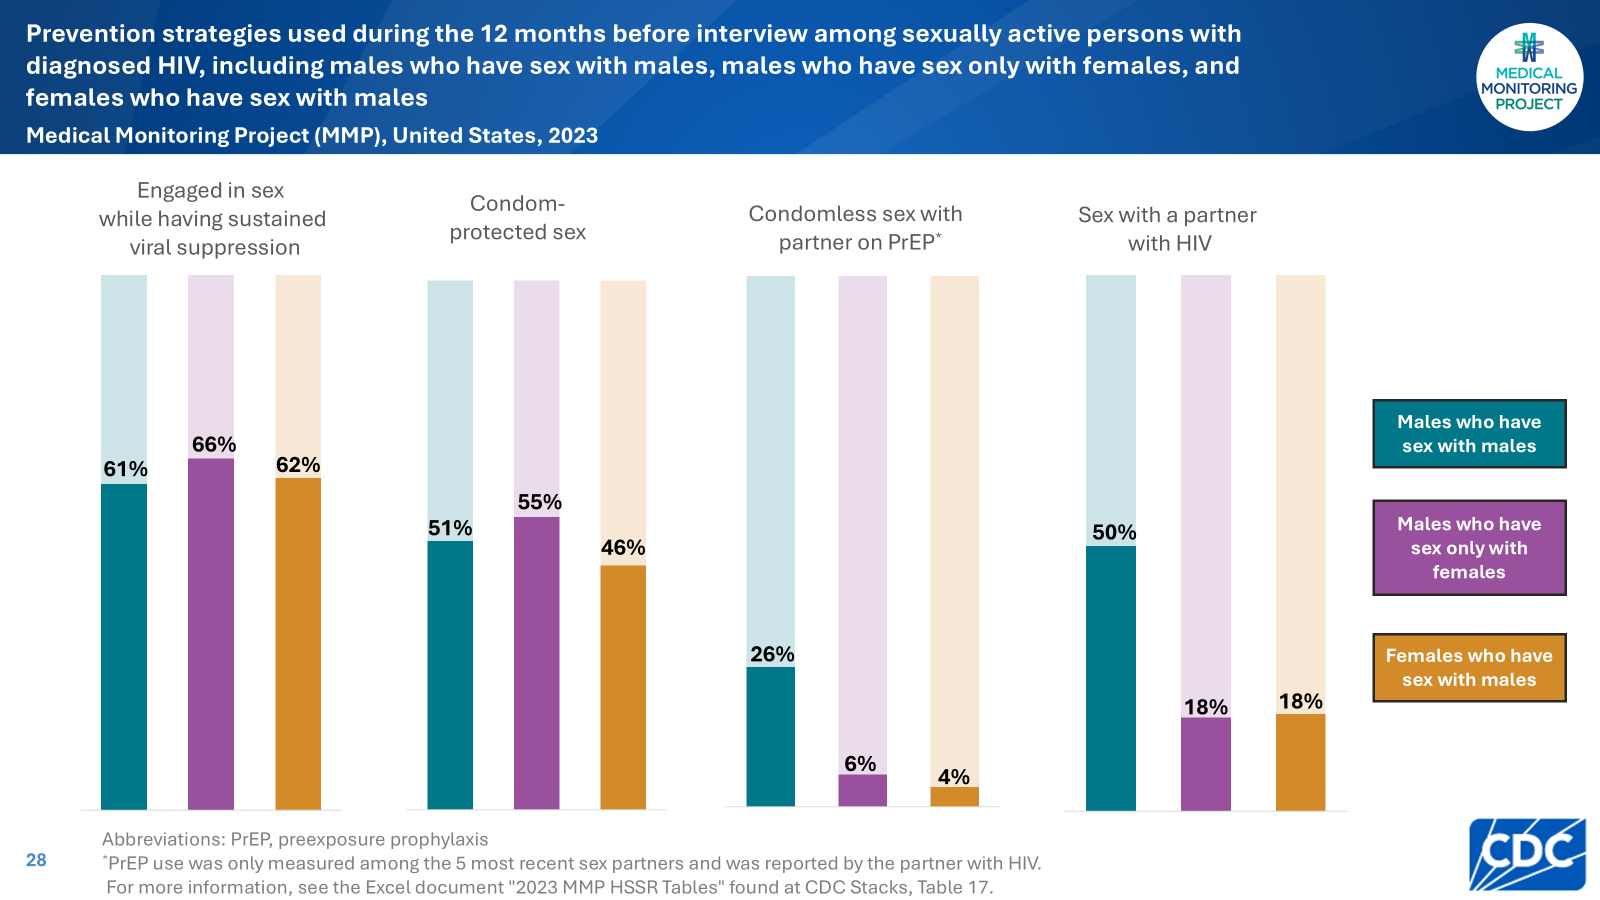 Prevention strategies used during the 12 months before interview among sexually active persons with
diagnosed HIV, including males who have sex with males, males who have sex only with females, and
females who have sex with males
Medical Monitoring Project (MMP), United States, 2023
MEDICAL
MONITORING
PROJECT
Engaged in sex
while having sustained
viral suppression
61%
66%
62%
Condom-
protected sex
51%
55%
46%
Condomless sex with
partner on PrEP*
26%
6%
4%
Sex with a partner
with HIV
50%
18%
18%
Males who have
sex with males
Males who have
sex only with
females
Females who have
sex with males
Abbreviations: PrEP, preexposure prophylaxis
*PrEP use was only measured among the 5 most recent sex partners and was reported by the partner with HIV.
For more information, see the Excel document "2023 MMP HSSR Tables" found at CDC Stacks, Table 17.
28
CDC